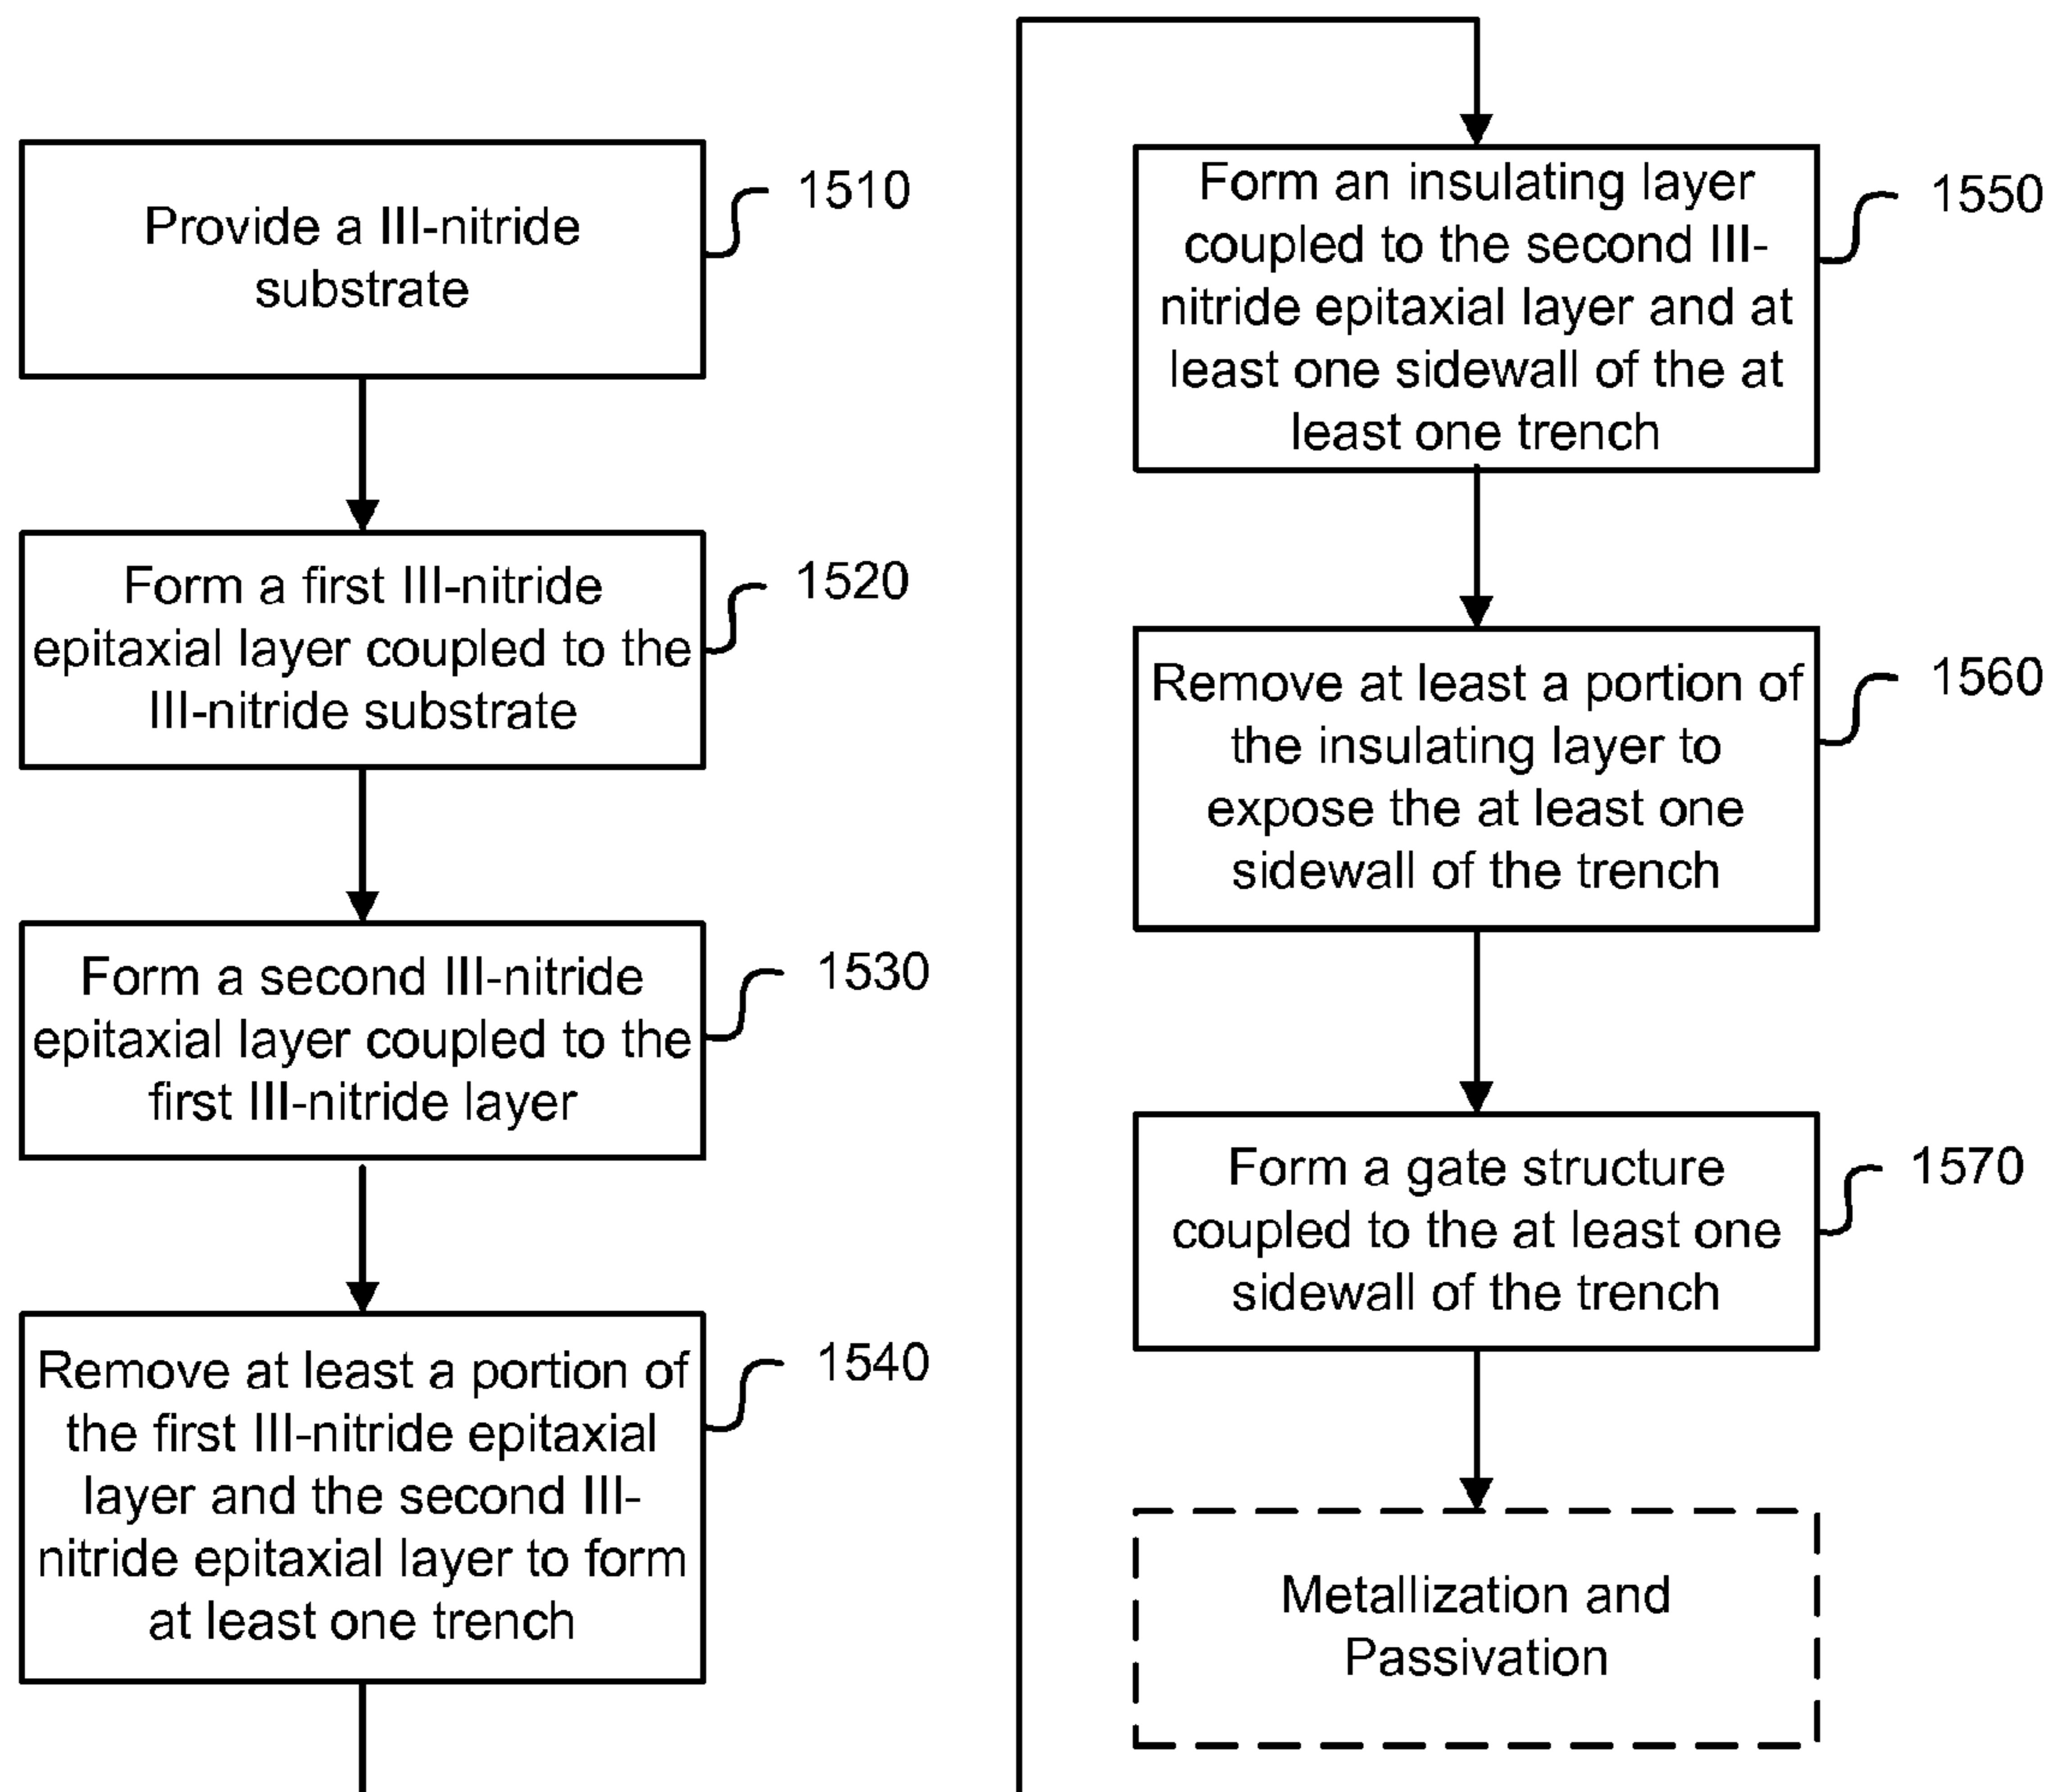 Provide a III-nitride
substrate
1510
Form a first III-nitride
epitaxial layer coupled to the
III-nitride substrate
1520
Form a second III-nitride
epitaxial layer coupled to the
first III-nitride layer
1530
Remove at least a portion of
the first III-nitride epitaxial
layer and the second III-
nitride epitaxial layer to form
at least one trench
1540
Form an insulating layer
coupled to the second III-
nitride epitaxial layer and at
least one sidewall of the at
least one trench
1550
Remove at least a portion of
the insulating layer to
expose the at least one
sidewall of the trench
1560
Form a gate structure
coupled to the at least one
sidewall of the trench
1570
Metallization and
Passivation